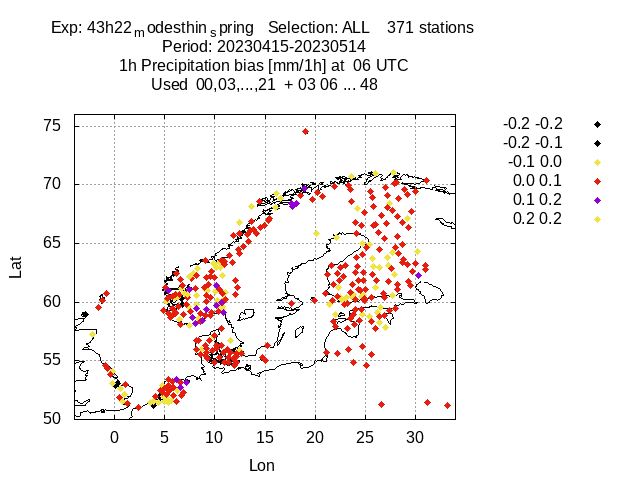 Exp: 43h22modesthinspring   Selection: ALL    371 stations
Period: 20230415-20230514
1h Precipitation bias [mm/1h] at  06 UTC
Used  00,03,...,21  + 03 06 ... 48
-0.2 -0.2
-0.2 -0.1
-0.1 0.0
0.0 0.1
0.1 0.2
0.2 0.2
75
70
65
60
55
50
Lat
0 5 10 15 20 25 30
Lon